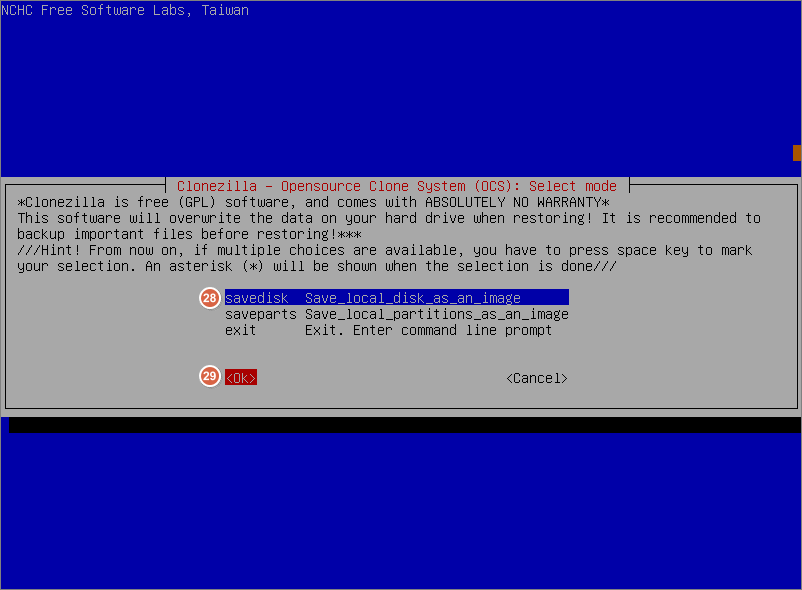 NCHC Free Software Labs, Taiwan
Clonezilla - Opensource Clone System (OCS): Select mode
*Clonezilla is free (GPL) software, and comes with ABSOLUTELY NO WARRANTY*
This software will overwrite the data on your hard drive when restoring! It is recommended to
backup important files before restoring!***
///Hint! From now on, if multiple choices are available, you have to press space key to mark
your selection. An asterisk (*) will be shown when the selection is done///
28 savedisk Save_local_disk_as_an_image
saveparts Save_local_partitions_as_an_image
exit Exit. Enter command line prompt
29 <Ok> <Cancel>